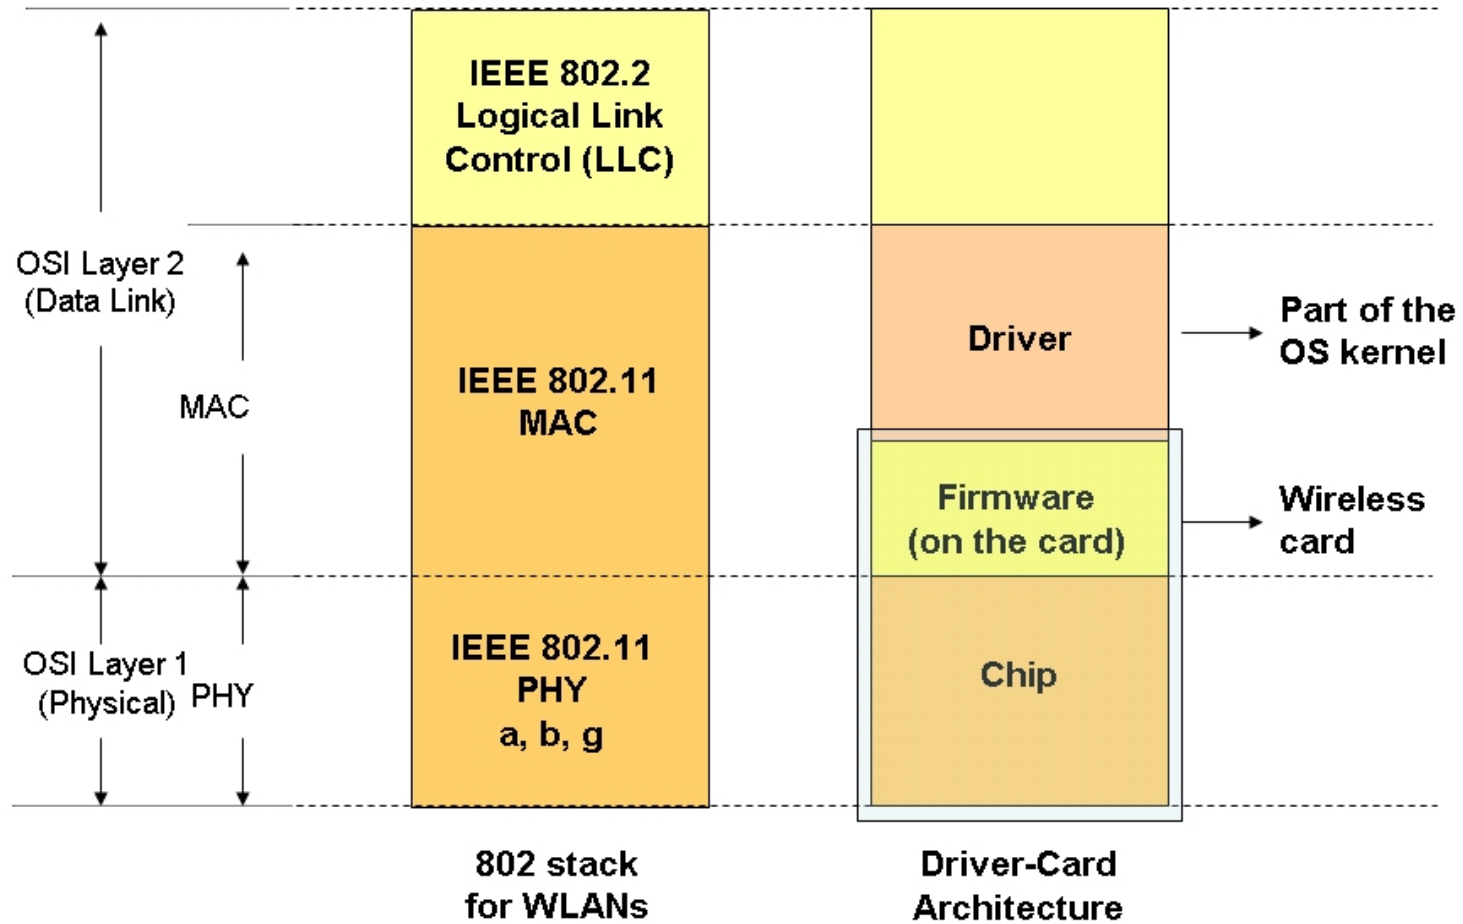 IEEE 802.2
Logical Link
Control (LLC)
OSI Layer 2
(Data Link)
MAC
IEEE 802.11
MAC
Driver
Part of the
OS kernel
Firmware
(on the card)
Wireless
card
OSI Layer 1
(Physical)
PHY
IEEE 802.11
PHY
a, b, g
Chip
802 stack
for WLANs
Driver-Card
Architecture